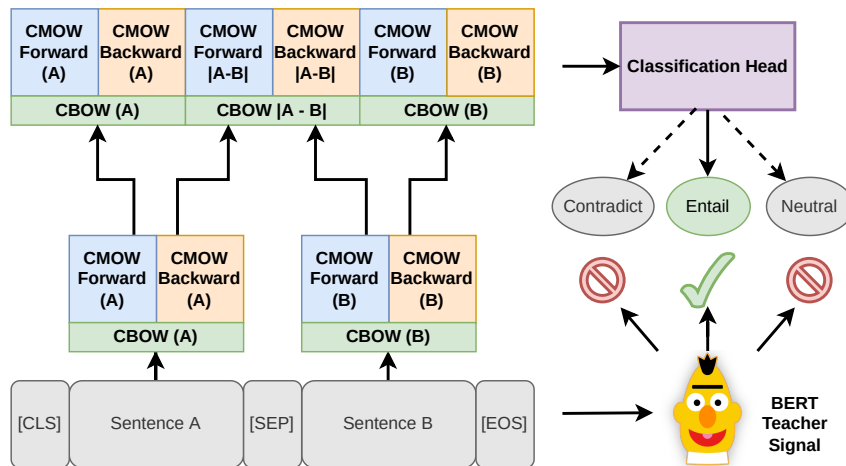 CMOW Forward (A)
CMOW Backward (A)
CMOW Forward |A-B|
CMOW Backward |A-B|
CMOW Forward (B)
CMOW Backward (B)
CBOW (A)
CBOW |A - B|
CBOW (B)
Classification Head
Contradict
Entail
Neutral
CMOW Forward (A)
CMOW Backward (A)
CBOW (A)
CMOW Forward (B)
CMOW Backward (B)
CBOW (B)
[CLS]
Sentence A
[SEP]
Sentence B
[EOS]
BERT
Teacher
Signal